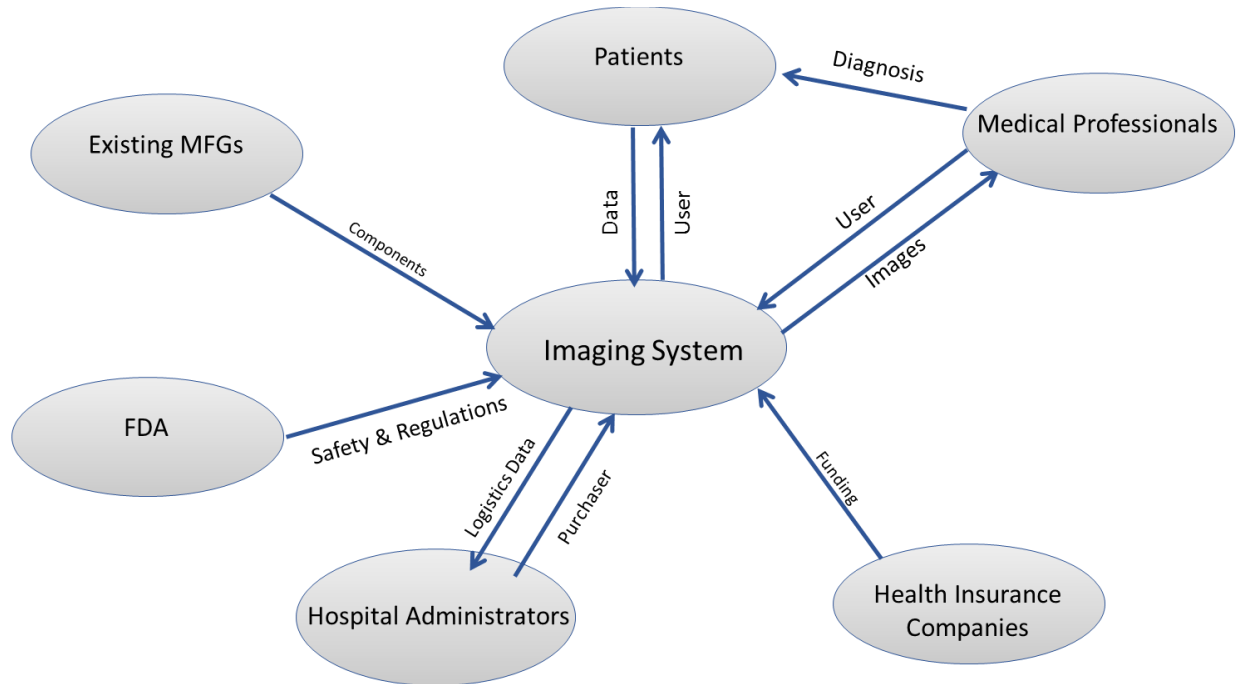 Patients
Diagnosis
Medical Professionals
Existing MFGs
Components
Data
User
User
Images
Imaging System
FDA
Safety & Regulations
Logistics Data
Purchaser
Funding
Hospital Administrators
Health Insurance
Companies